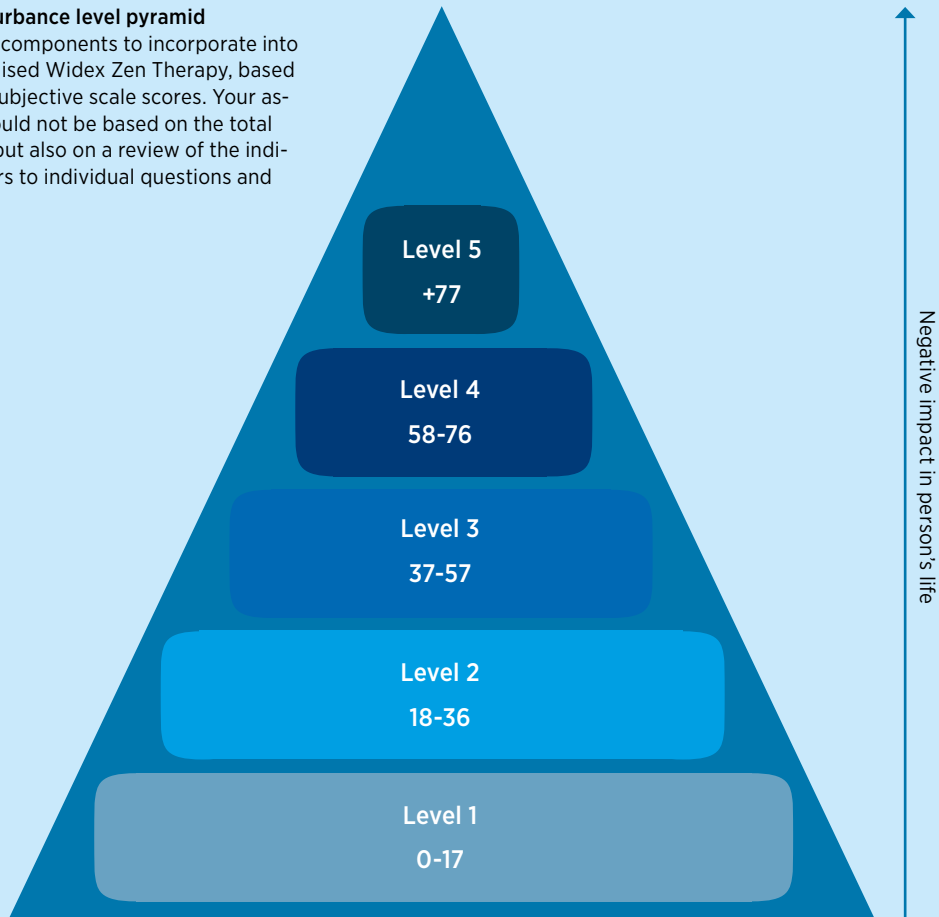 urbance level pyramid
components to incorporate into
ised Widex Zen Therapy, based
ubjective scale scores. Your as-
ould not be based on the total
but also on a review of the indi-
rs to individual questions and
Level 5
+77
Level 4
58-76
Level 3
37-57
Level 2
18-36
Level 1
0-17
Negative impact in person's life